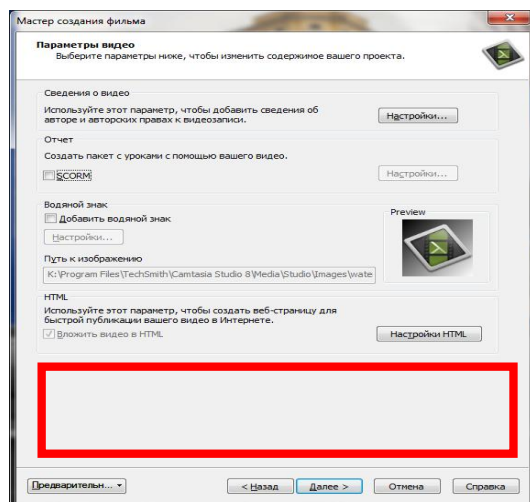 Мастер создания фильма
Параметры видео
Выберите параметры ниже, чтобы изменить содержимое вашего проекта.
Сведения о видео
Используйте этот параметр, чтобы добавить сведения об
авторе и авторских правах к видеозаписи.
Настройки...
Отчет
Создать пакет с уроками с помощью вашего видео.
SCORM
Настройки...
Водяной знак
Добавить водяной знак
Настройки...
Preview
Путь к изображению
K:\Program Files\TechSmith\Camtasia Studio 8\Media\Studio\Images\wate
HTML
Используйте этот параметр, чтобы создать веб-страницу для
быстрой публикации вашего видео в Интернете.
Вложить видео в HTML
Настройки HTML
Предварительн...
< Назад
Далее >
Отмена
Справка